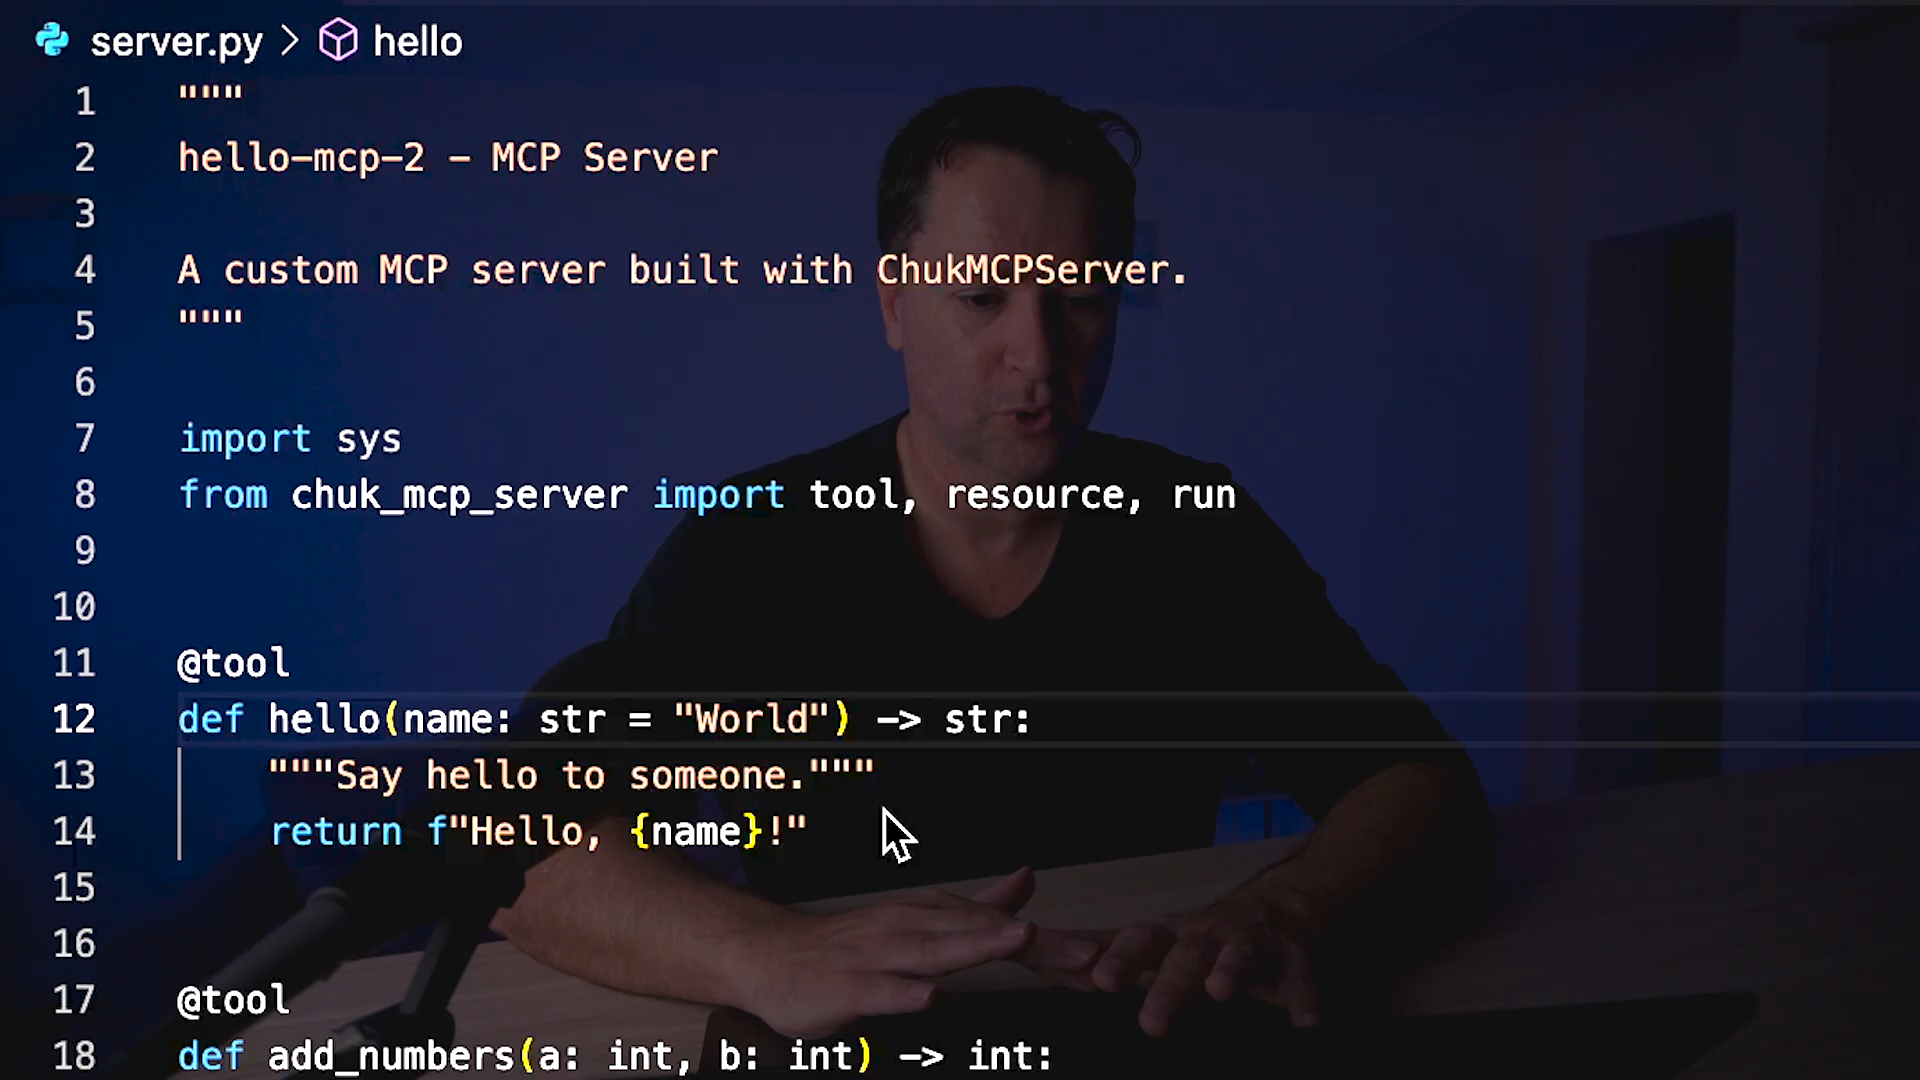 server.py > hello
1 """
2 hello-mcp-2 - MCP Server
3
4 A custom MCP server built with ChukMCPServer.
5 """
6
7 import sys
8 from chuk_mcp_server import tool, resource, run
9
10
11 @tool
12 def hello(name: str = "World") -> str:
13     """Say hello to someone."""
14     return f"Hello, {name}!"
15
16
17 @tool
18 def add_numbers(a: int, b: int) -> int: